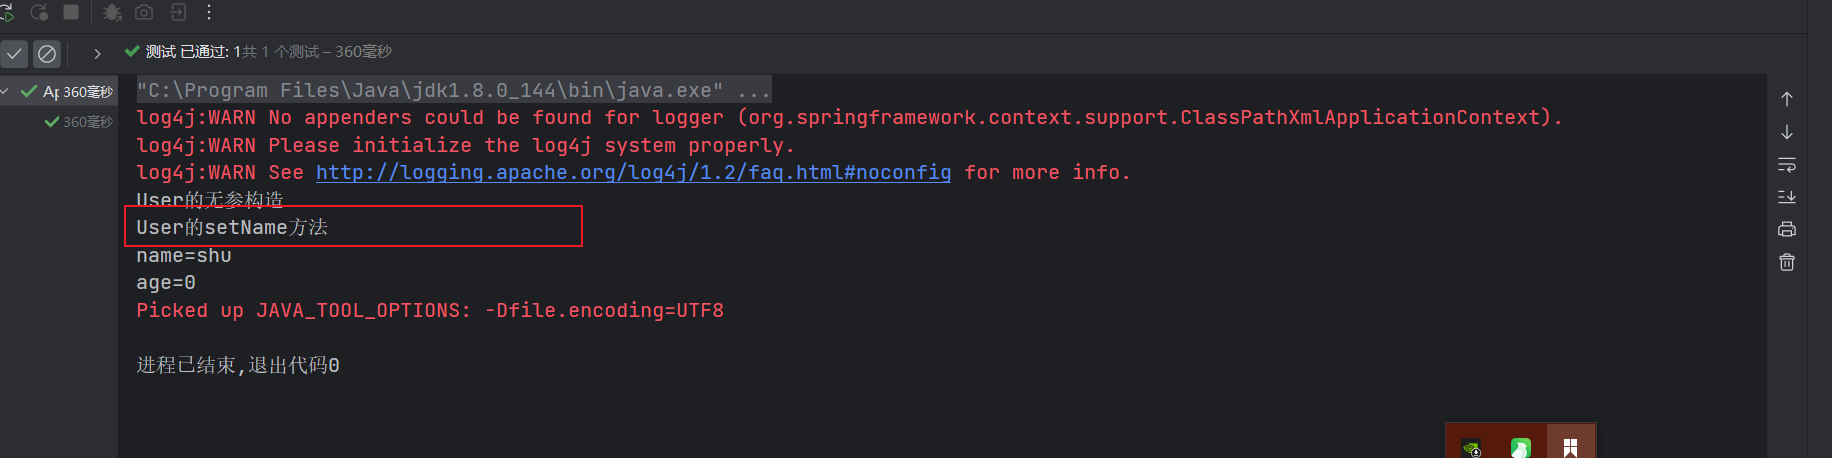 测试 已通过: 1共 1 个测试 – 360毫秒
Ap 360毫秒
360毫秒
"C:\Program Files\Java\jdk1.8.0_144\bin\java.exe" ...
log4j:WARN No appenders could be found for logger (org.springframework.context.support.ClassPathXmlApplicationContext).
log4j:WARN Please initialize the log4j system properly.
log4j:WARN See http://logging.apache.org/log4j/1.2/faq.html#noconfig for more info.
User的无参构造
User的setName方法
name=shu
age=0
Picked up JAVA_TOOL_OPTIONS: -Dfile.encoding=UTF8
进程已结束,退出代码0